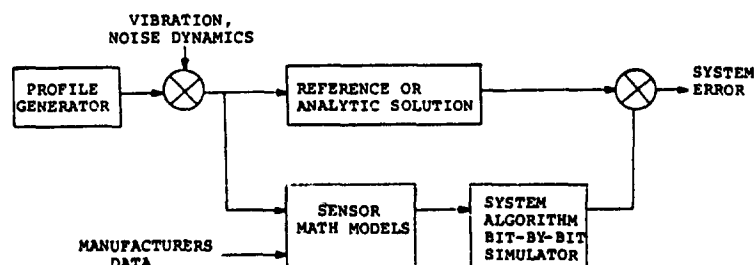 VIBRATION,
NOISE DYNAMICS
PROFILE
GENERATOR
REFERENCE OR
ANALYTIC SOLUTION
SYSTEM
ERROR
SENSOR
MATH MODELS
SYSTEM
ALGORITHM
BIT-BY-BIT
SIMULATOR
MANUFACTURERS
DATA